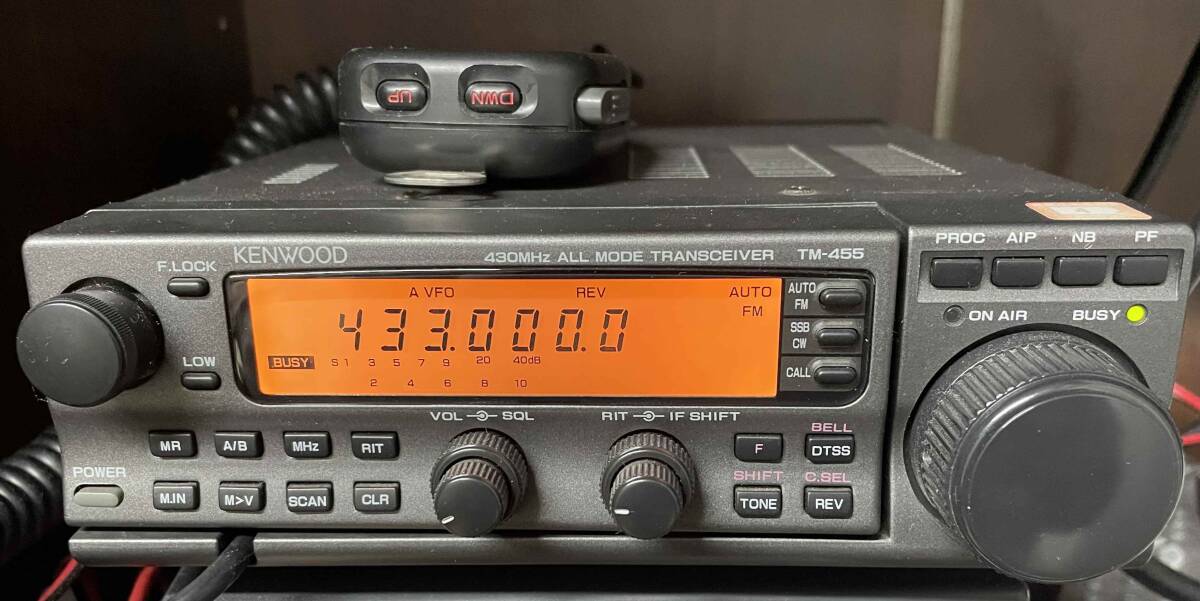 UP DWN
PROC AIP NB PF
KENWOOD 430MHz ALL MODE TRANSCEIVER TM-455
F.LOCK
A VFO REV AUTO
FM
433.000.0
BUSY S 1 3 5 7 9 20 40dB
2 4 6 8 10
AUTO
FM
SSB
CW
CALL
ON AIR BUSY
LOW
VOL SQL RIT IF SHIFT
BELL
MR A/B MHz RIT F DTSS
POWER SHIFT C.SEL
M.IN M>V SCAN CLR TONE REV